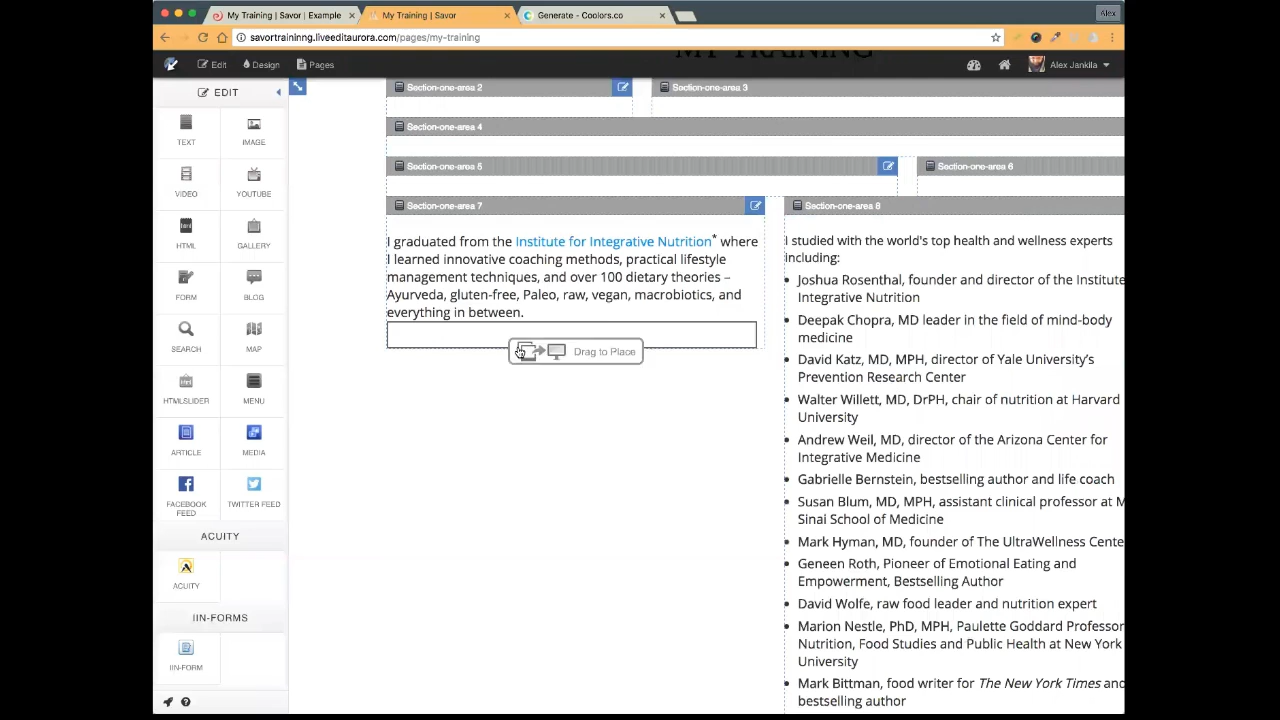 My Training | Savor | Example
My Training | Savor
Generate - Coolors.co
Alex
savortraininng.liveeditaurora.com/pages/my-training
Edit
Design
Pages
Alex Jankila
MY TRAINING
EDIT
TEXT
IMAGE
VIDEO
YOUTUBE
HTML
GALLERY
FORM
BLOG
SEARCH
MAP
HTMLSLIDER
MENU
ARTICLE
MEDIA
FACEBOOK
FEED
TWITTER FEED
ACUITY
ACUITY
IIN-FORMS
IIN-FORM
Section-one-area 2
Section-one-area 3
Section-one-area 4
Section-one-area 5
Section-one-area 6
Section-one-area 7
I graduated from the Institute for Integrative Nutrition* where
I learned innovative coaching methods, practical lifestyle
management techniques, and over 100 dietary theories –
Ayurveda, gluten-free, Paleo, raw, vegan, macrobiotics, and
everything in between.
Drag to Place
Section-one-area 8
I studied with the world's top health and wellness experts
including:
Joshua Rosenthal, founder and director of the Institute
Integrative Nutrition
Deepak Chopra, MD leader in the field of mind-body
medicine
David Katz, MD, MPH, director of Yale University's
Prevention Research Center
Walter Willett, MD, DrPH, chair of nutrition at Harvard
University
Andrew Weil, MD, director of the Arizona Center for
Integrative Medicine
Gabrielle Bernstein, bestselling author and life coach
Susan Blum, MD, MPH, assistant clinical professor at M
Sinai School of Medicine
Mark Hyman, MD, founder of The UltraWellness Cente
Geneen Roth, Pioneer of Emotional Eating and
Empowerment, Bestselling Author
David Wolfe, raw food leader and nutrition expert
Marion Nestle, PhD, MPH, Paulette Goddard Professor
Nutrition, Food Studies and Public Health at New York
University
Mark Bittman, food writer for The New York Times and
bestselling author